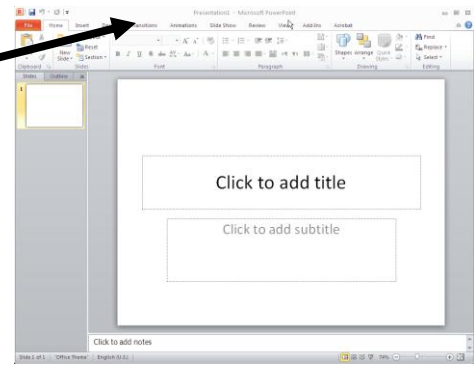 Presentation1 - Microsoft PowerPoint
File Home Insert Transitions Animations Slide Show Review View Add-Ins Acrobat
Find
Reset Replace
New Slide Section Shapes Arrange Quick Styles Select
Clipboard Slides Font Paragraph Drawing Editing
Slides Outline
1
Click to add title
Click to add subtitle
Click to add notes
Slide 1 of 1 "Office Theme" English (U.S.) 74%